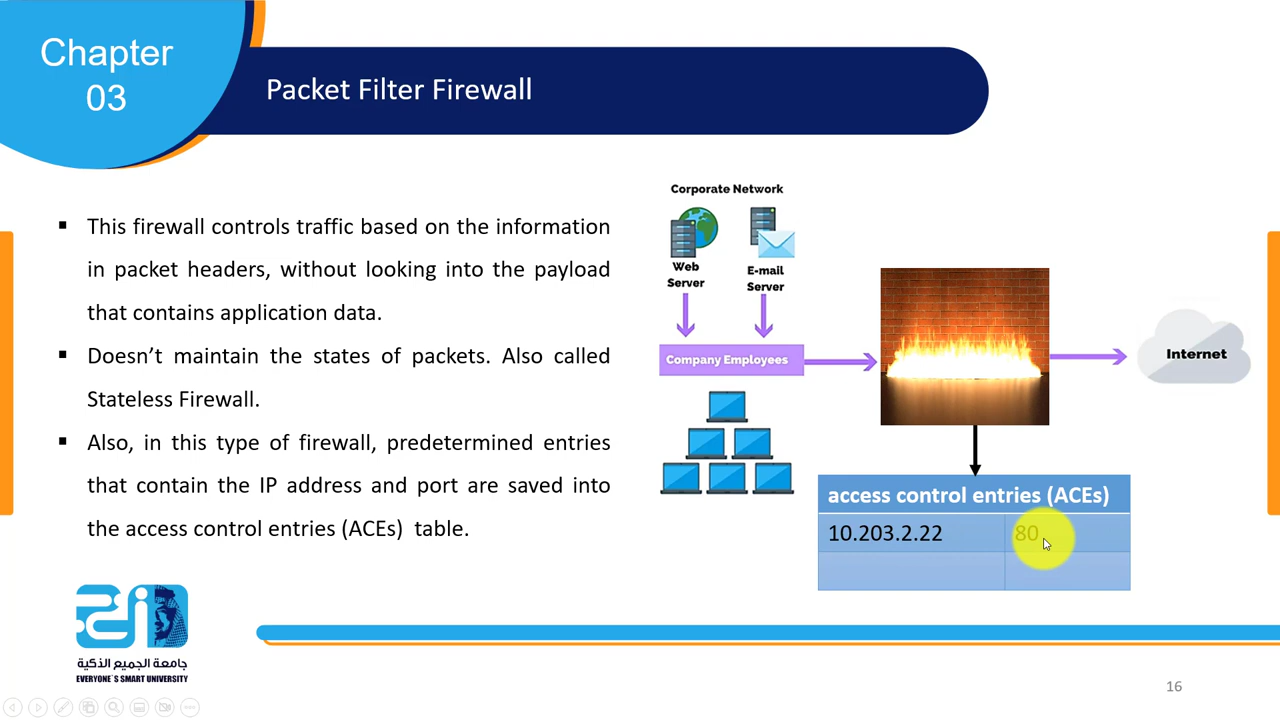 Chapter
03
Packet Filter Firewall
▪ This firewall controls traffic based on the information
in packet headers, without looking into the payload
that contains application data.
▪ Doesn’t maintain the states of packets. Also called
Stateless Firewall.
▪ Also, in this type of firewall, predetermined entries
that contain the IP address and port are saved into
the access control entries (ACEs) table.
Corporate Network
Web
Server
E-mail
Server
Company Employees
Internet
access control entries (ACEs)
10.203.2.22 80
جامعة الجميع الذكية
EVERYONE`S SMART UNIVERSITY
16